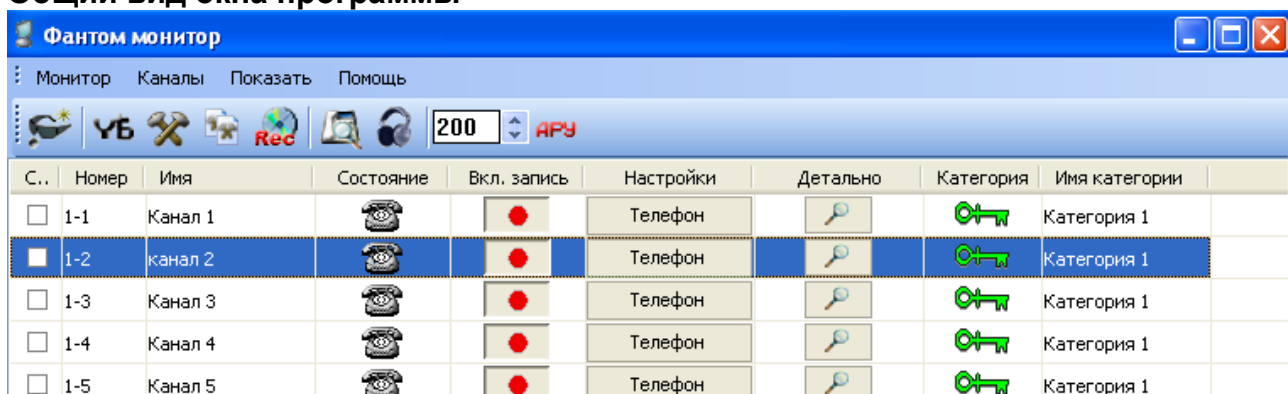 Общий вид окна программы
Фантом монитор
Монитор Каналы Показать Помощь
УБ Rec 200 АРУ
С.. Номер Имя Состояние Вкл. запись Настройки Детально Категория Имя категории
1-1 Канал 1 Телефон Категория 1
1-2 канал 2 Телефон Категория 1
1-3 Канал 3 Телефон Категория 1
1-4 Канал 4 Телефон Категория 1
1-5 Канал 5 Телефон Категория 1